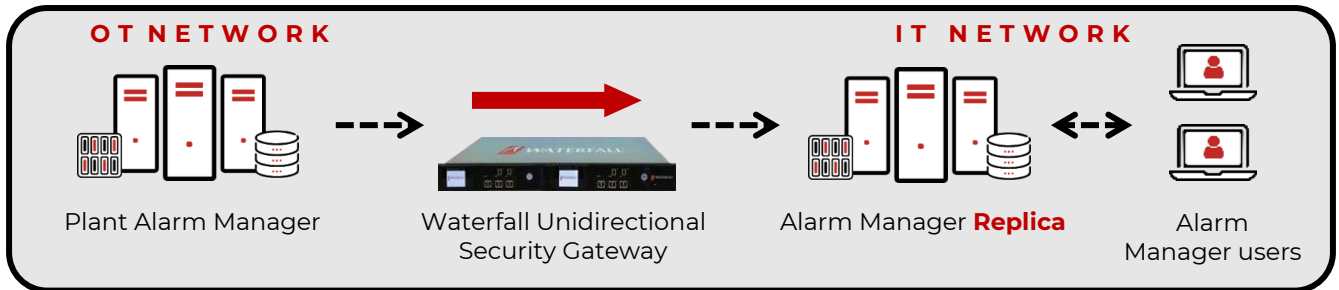 OT NETWORK
IT NETWORK
WATERFALL
Plant Alarm Manager
Waterfall Unidirectional
Security Gateway
Alarm Manager Replica
Alarm
Manager users